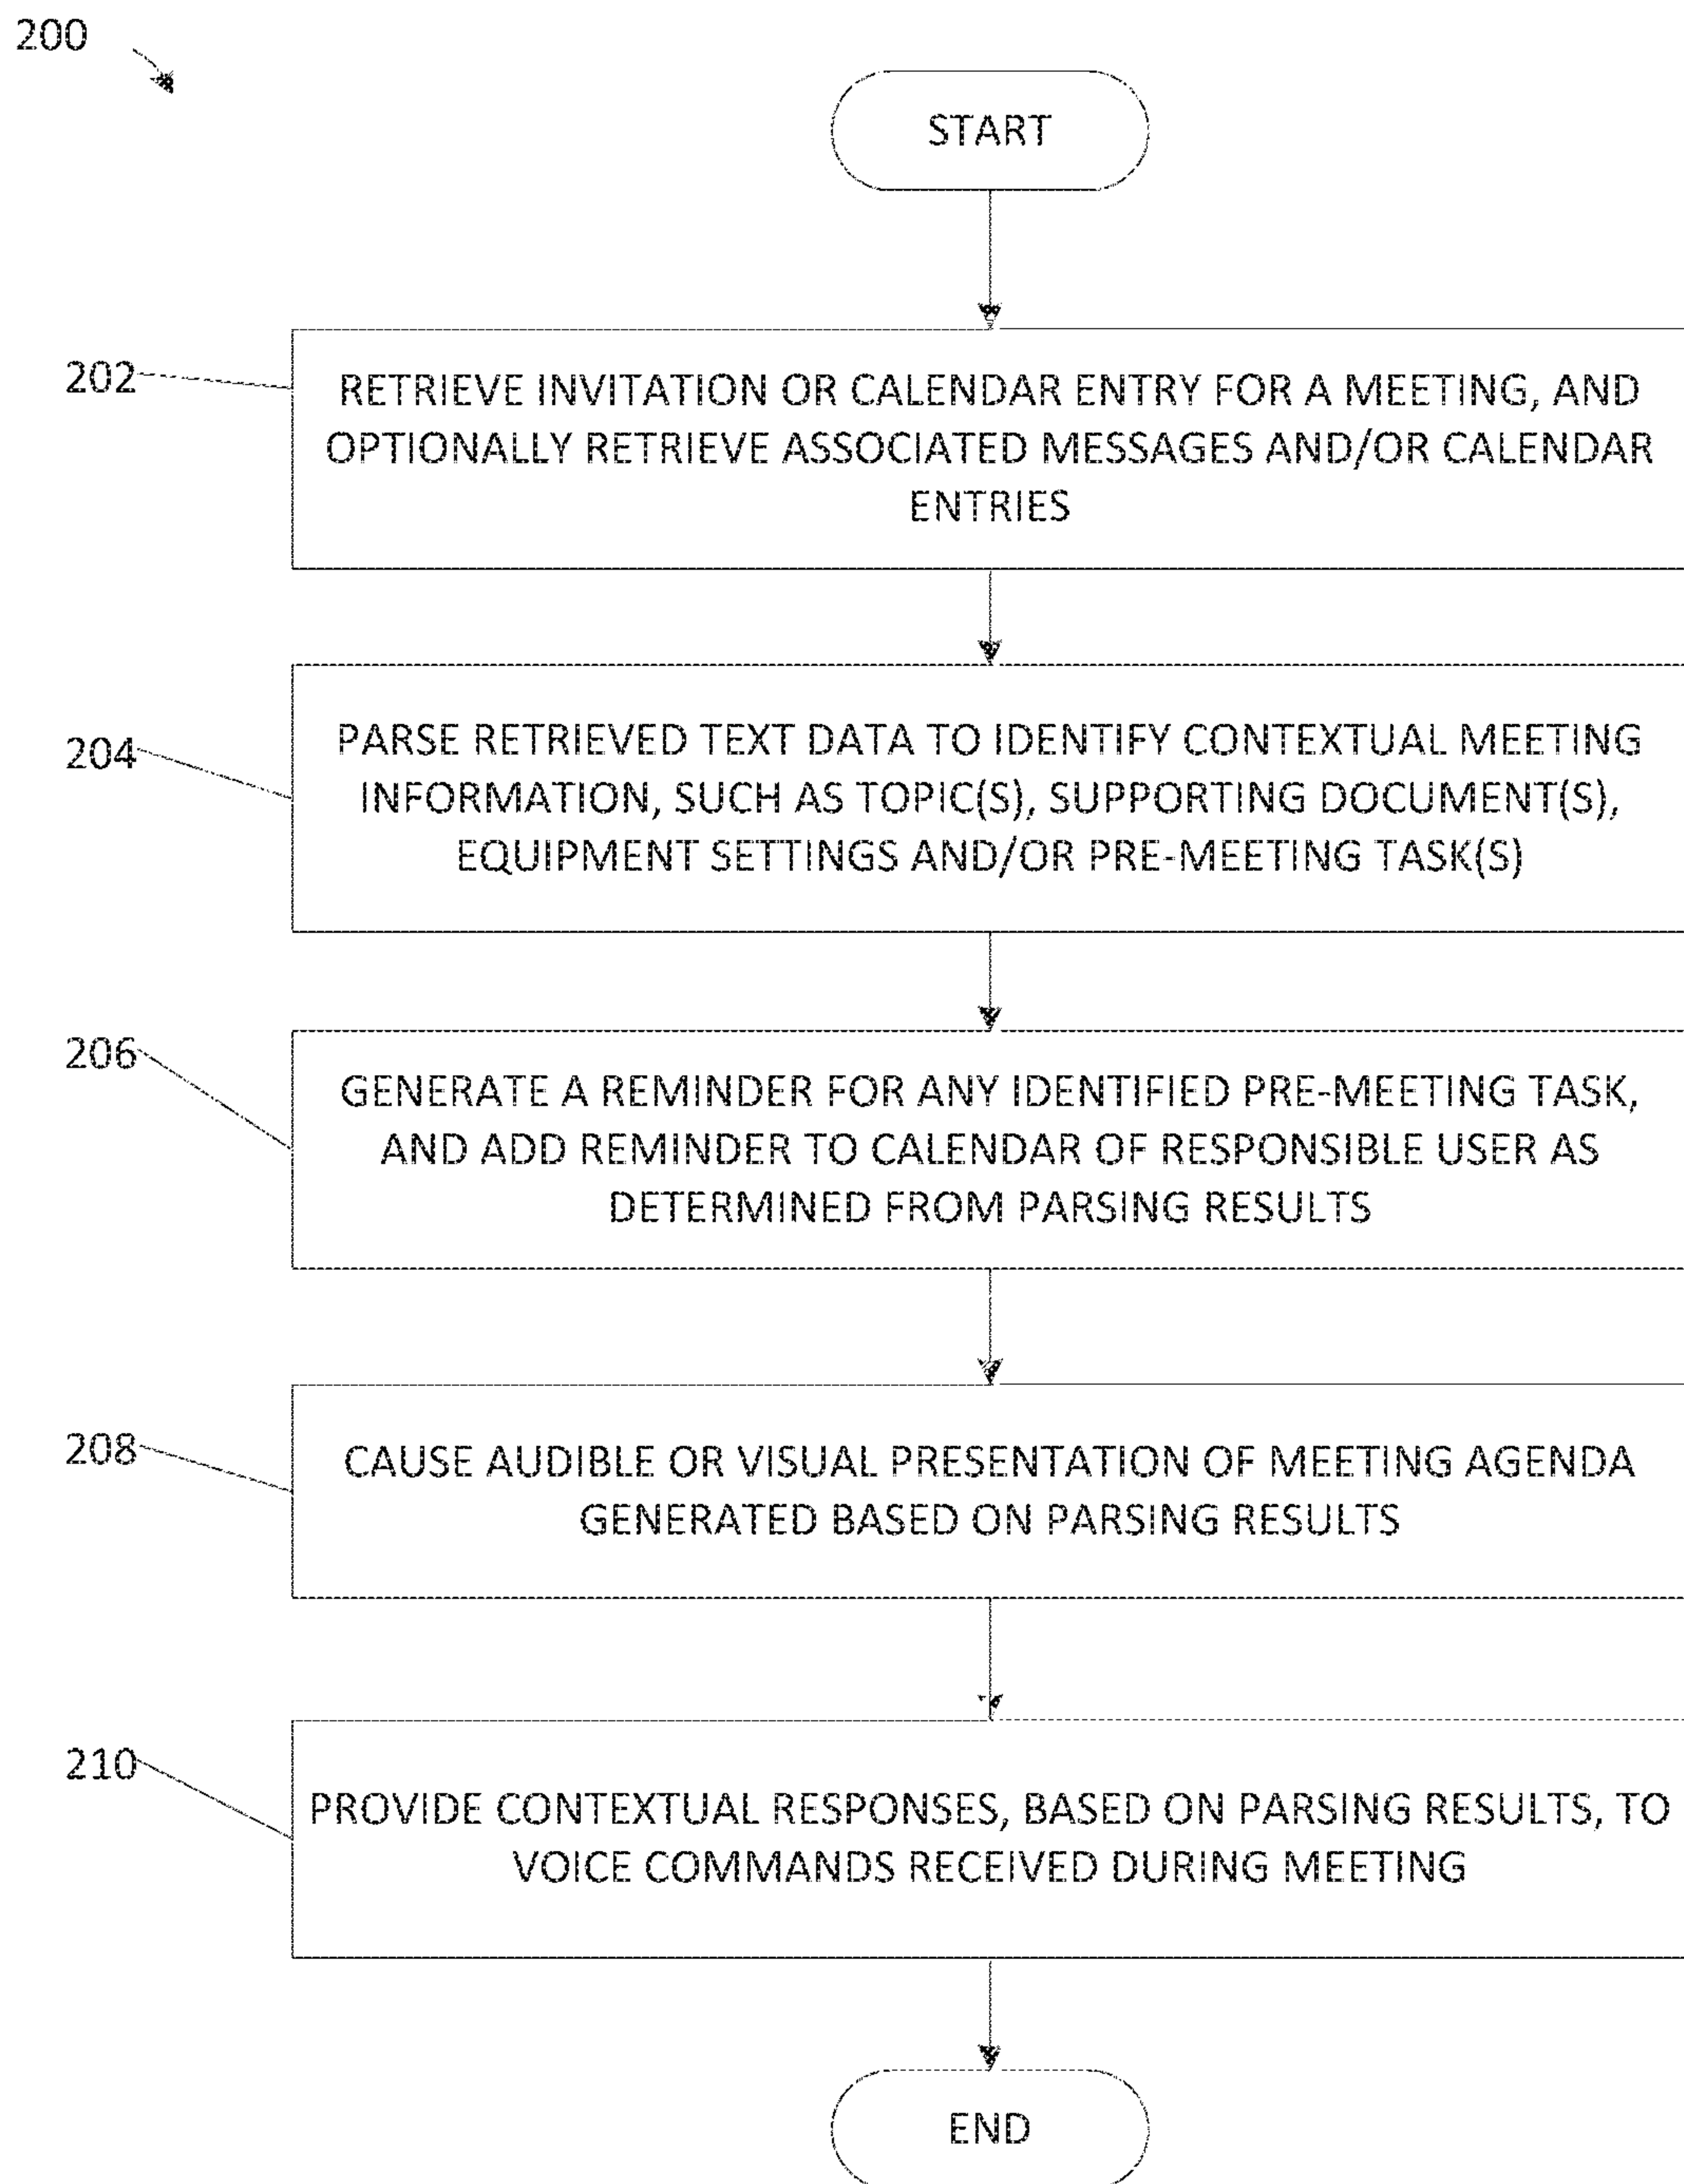 200
START
202
RETRIEVE INVITATION OR CALENDAR ENTRY FOR A MEETING, AND
OPTIONALLY RETRIEVE ASSOCIATED MESSAGES AND/OR CALENDAR
ENTRIES
204
PARSE RETRIEVED TEXT DATA TO IDENTIFY CONTEXTUAL MEETING
INFORMATION, SUCH AS TOPIC(S), SUPPORTING DOCUMENT(S),
EQUIPMENT SETTINGS AND/OR PRE-MEETING TASK(S)
206
GENERATE A REMINDER FOR ANY IDENTIFIED PRE-MEETING TASK,
AND ADD REMINDER TO CALENDAR OF RESPONSIBLE USER AS
DETERMINED FROM PARSING RESULTS
208
CAUSE AUDIBLE OR VISUAL PRESENTATION OF MEETING AGENDA
GENERATED BASED ON PARSING RESULTS
210
PROVIDE CONTEXTUAL RESPONSES, BASED ON PARSING RESULTS, TO
VOICE COMMANDS RECEIVED DURING MEETING
END